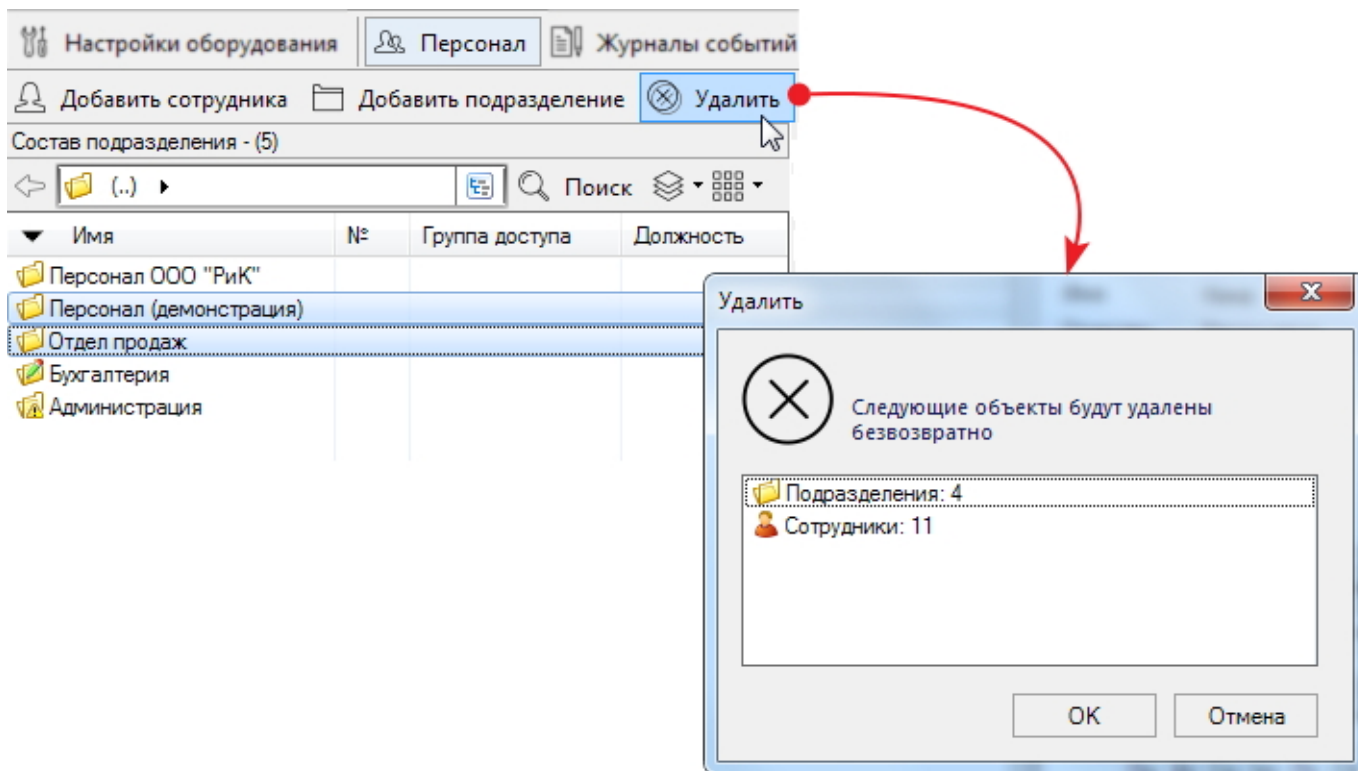 Настройки оборудования Персонал Журналы событий
Добавить сотрудника Добавить подразделение Удалить
Состав подразделения - (5)
(..) Поиск
Имя № Группа доступа Должность
Персонал ООО "РиК"
Персонал (демонстрация)
Отдел продаж
Бухгалтерия
Администрация
Удалить
Следующие объекты будут удалены
безвозвратно
Подразделения: 4
Сотрудники: 11
OK Отмена